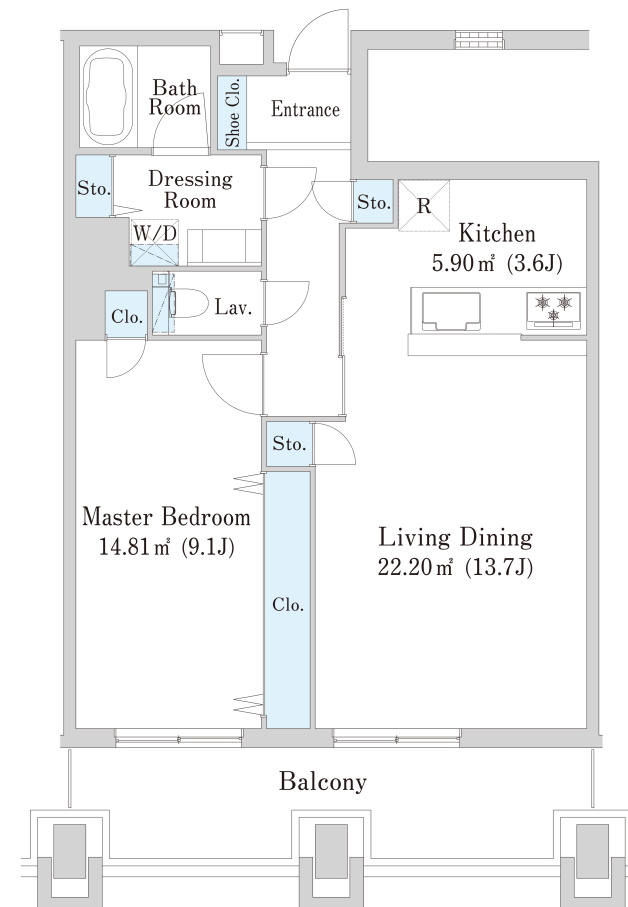 Bath
Room
Shoe Clo.
Entrance
Sto.
Dressing
Room
W/D
Sto.
R
Kitchen
5.90㎡ (3.6J)
Clo.
Lav.
Sto.
Master Bedroom
14.81㎡ (9.1J)
Living Dining
22.20㎡ (13.7J)
Clo.
Balcony